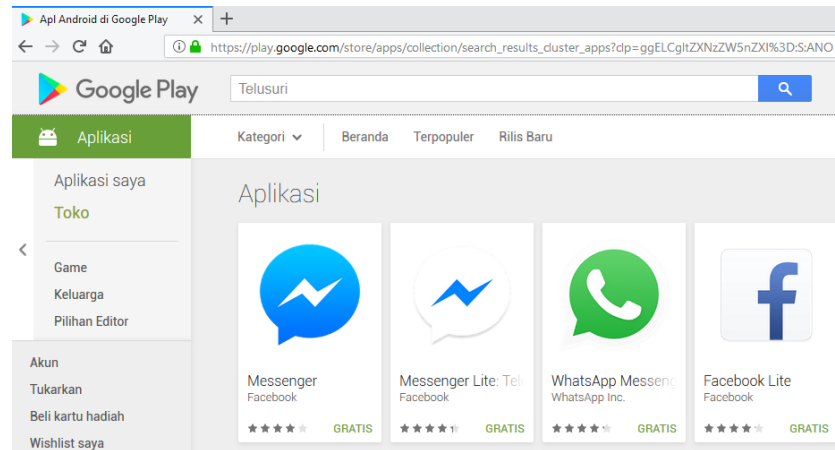 Apl Android di Google Play
https://play.google.com/store/apps/collection/search_results_cluster_apps?clp=ggELCgltZXNzZW5nZXI%3D:S:ANO
Google Play
Telusuri
Aplikasi
Kategori Beranda Terpopuler Rilis Baru
Aplikasi saya
Toko
Game
Keluarga
Pilihan Editor
Akun
Tukarkan
Beli kartu hadiah
Wishlist saya
Aplikasi
Messenger
Facebook
GRATIS
Messenger Lite: Tel
Facebook
GRATIS
WhatsApp Messeng
WhatsApp Inc.
GRATIS
Facebook Lite
Facebook
GRATIS